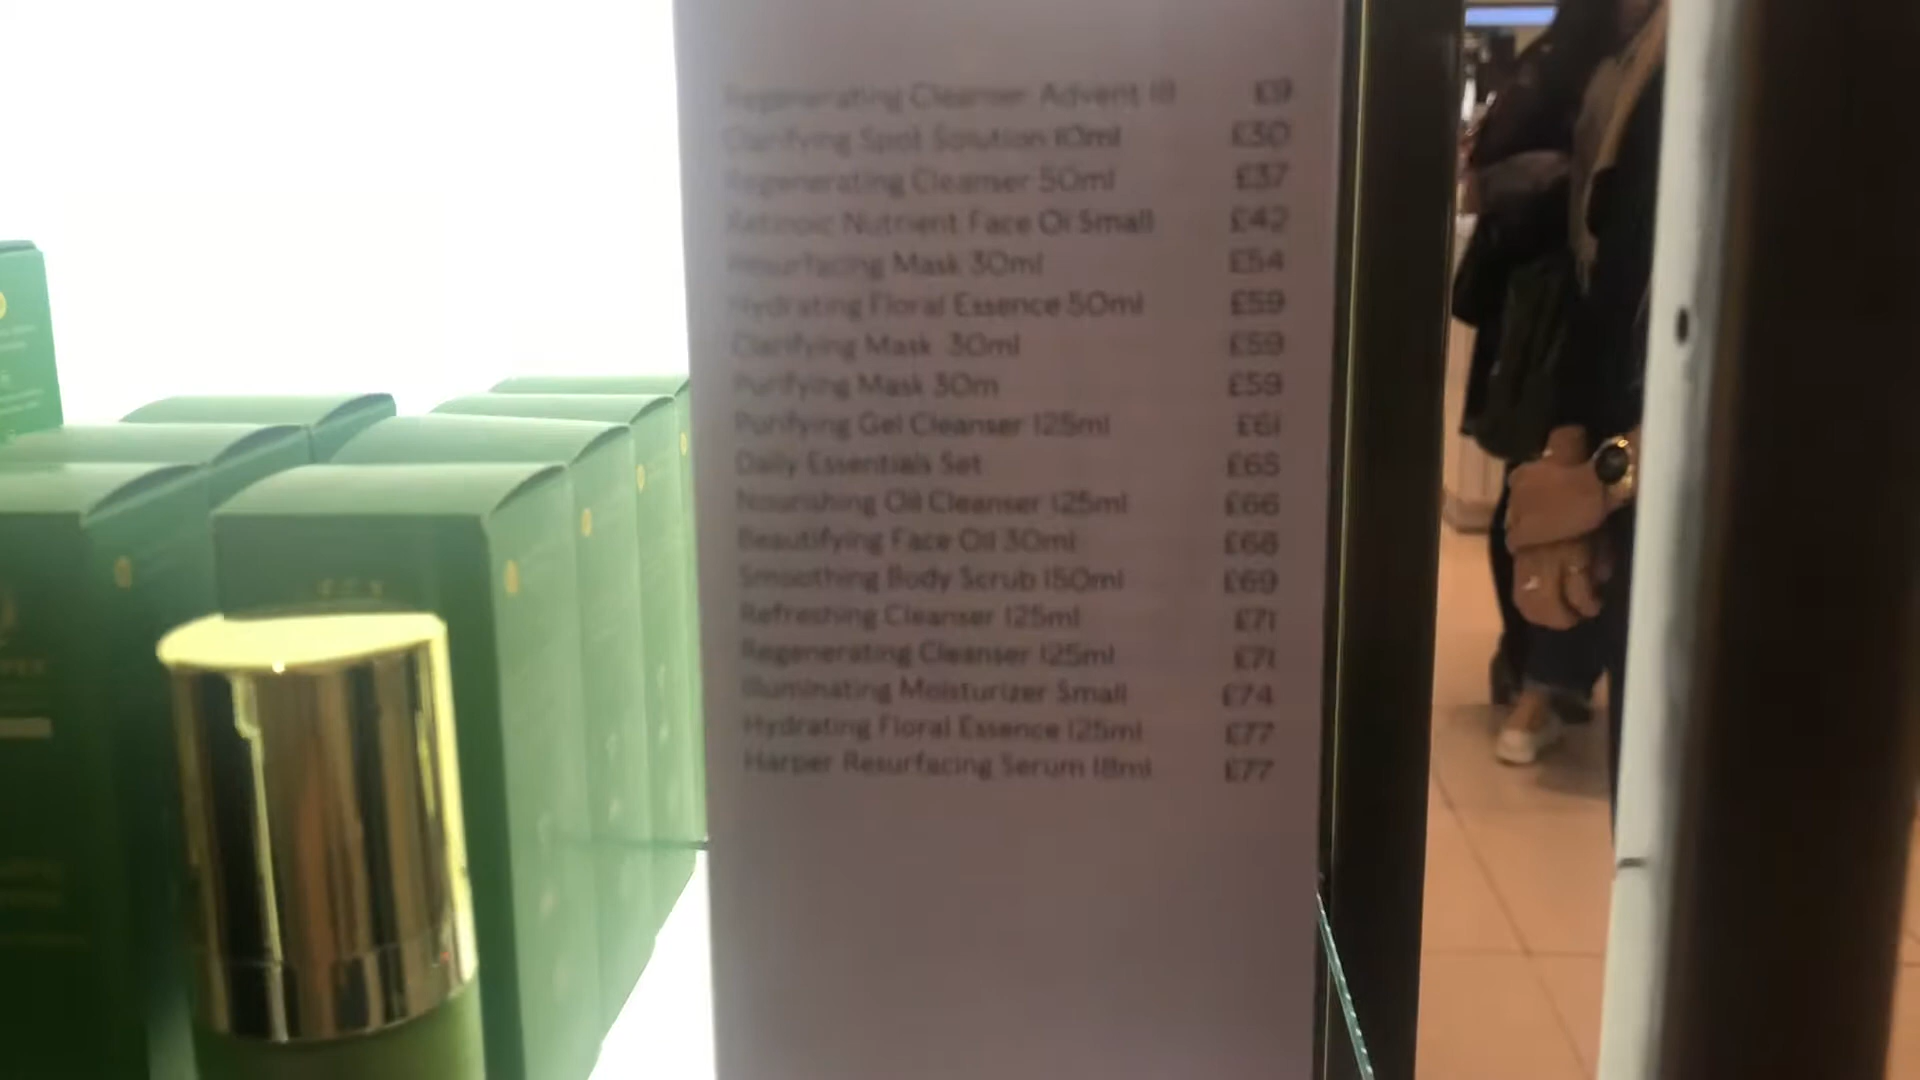 Regenerating Cleanser Advent 18 £9
Clarifying Spot Solution 10ml £30
Regenerating Cleanser 50ml £37
Retinoic Nutrient Face Oi Small £42
Resurfacing Mask 30ml £54
Hydrating Floral Essence 50ml £59
Clarifying Mask 30ml £59
Purifying Mask 30m £59
Purifying Gel Cleanser 125ml £61
Daily Essentials Set £65
Nourishing Oil Cleanser 125ml £66
Beautifying Face Oil 30ml £68
Smoothing Body Scrub 150ml £69
Refreshing Cleanser 125ml £71
Regenerating Cleanser 125ml £71
Illuminating Moisturizer Small £74
Hydrating Floral Essence 125ml £77
Harper Resurfacing Serum 18ml £77